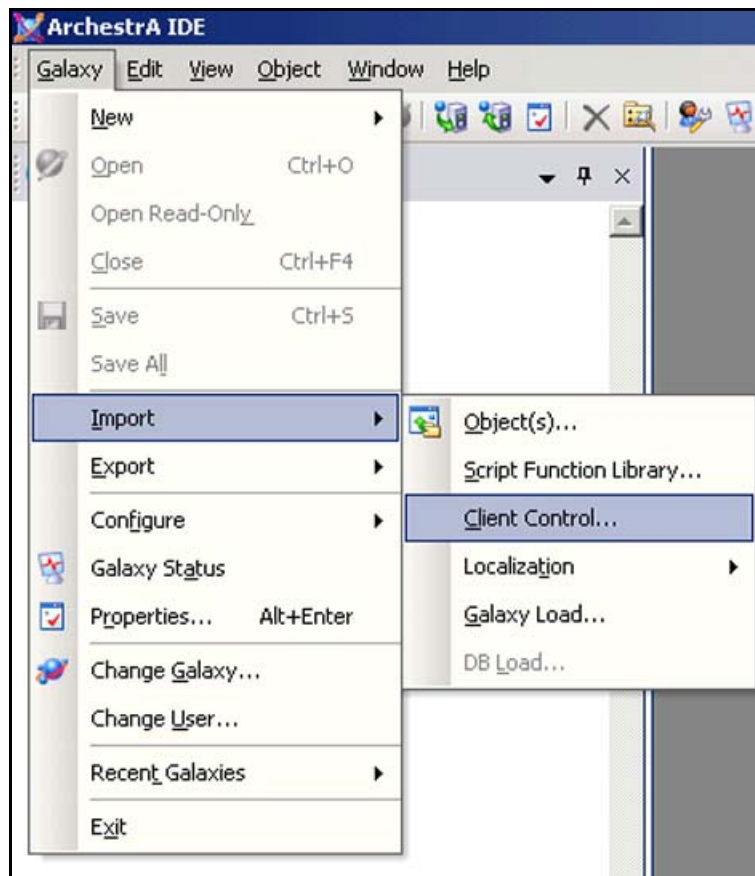 ArchestrA IDE
Galaxy Edit View Object Window Help
New
Open Ctrl+O
Open Read-Only
Close Ctrl+F4
Save Ctrl+S
Save All
Import
Object(s)...
Export
Script Function Library...
Configure
Client Control...
Galaxy Status
Localization
Properties... Alt+Enter
Galaxy Load...
Change Galaxy...
DB Load...
Change User...
Recent Galaxies
Exit